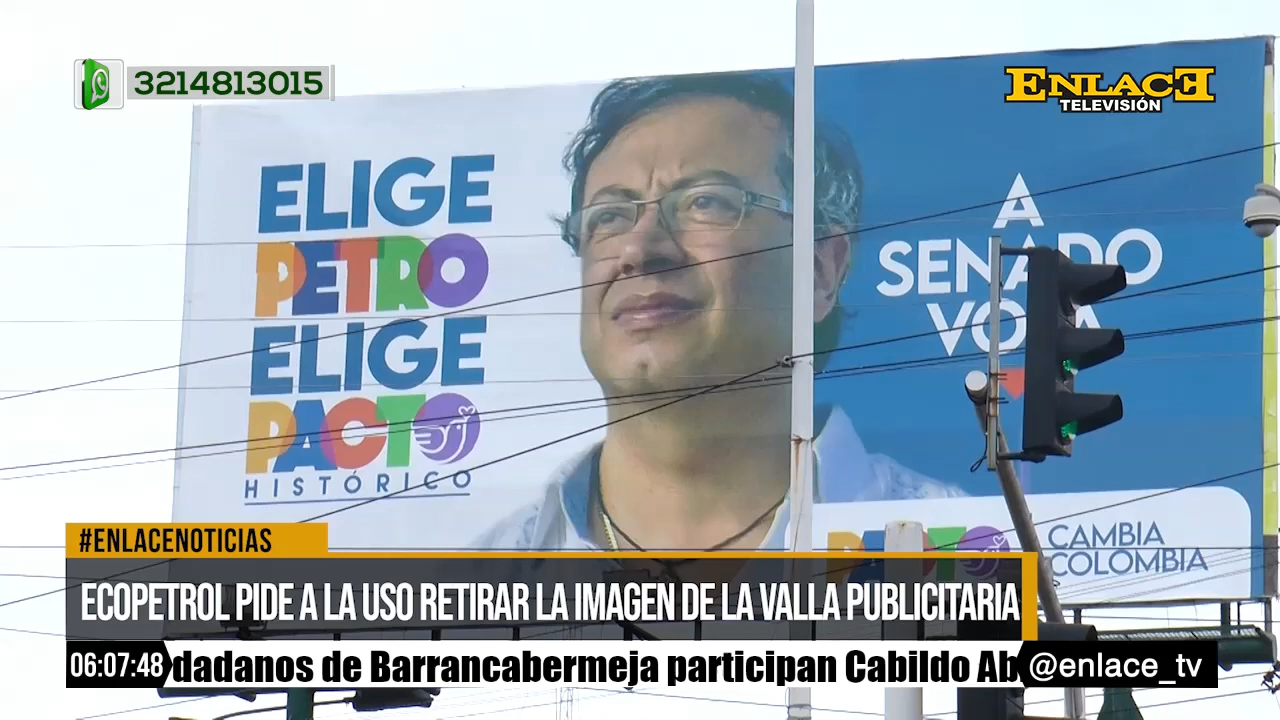 3214813015
ENLACE
TELEVISIÓN
ELIGE
PETRO
ELIGE
PACTO
HISTÓRICO
A
SENADO
VOTA
PACTO
CAMBIA
COLOMBIA
#ENLACENOTICIAS
ECOPETROL PIDE A LA USO RETIRAR LA IMAGEN DE LA VALLA PUBLICITARIA
06:07:48
dadanos de Barrancabermeja participan Cabildo Ab
@enlace_tv